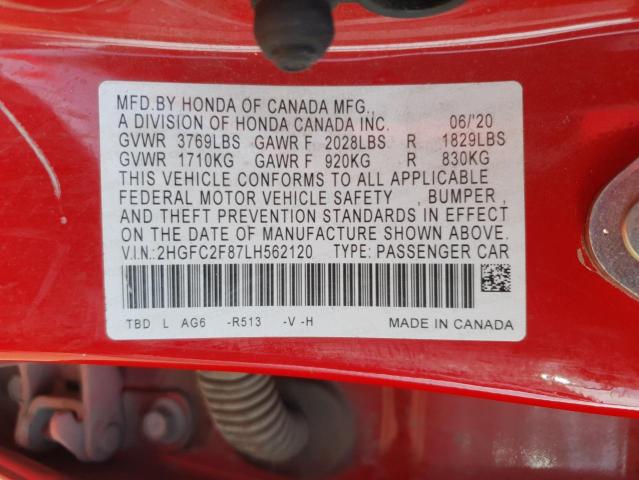 MFD.BY HONDA OF CANADA MFG.,
A DIVISION OF HONDA CANADA INC. 06/'20
GVWR 3769LBS GAWR F 2028LBS R 1829LBS
GVWR 1710KG GAWR F 920KG R 830KG
THIS VEHICLE CONFORMS TO ALL APPLICABLE
FEDERAL MOTOR VEHICLE SAFETY , BUMPER ,
AND THEFT PREVENTION STANDARDS IN EFFECT
ON THE DATE OF MANUFACTURE SHOWN ABOVE.
V.I.N.:2HGFC2F87LH562120 TYPE: PASSENGER CAR
TBD L AG6 -R513 -V -H MADE IN CANADA